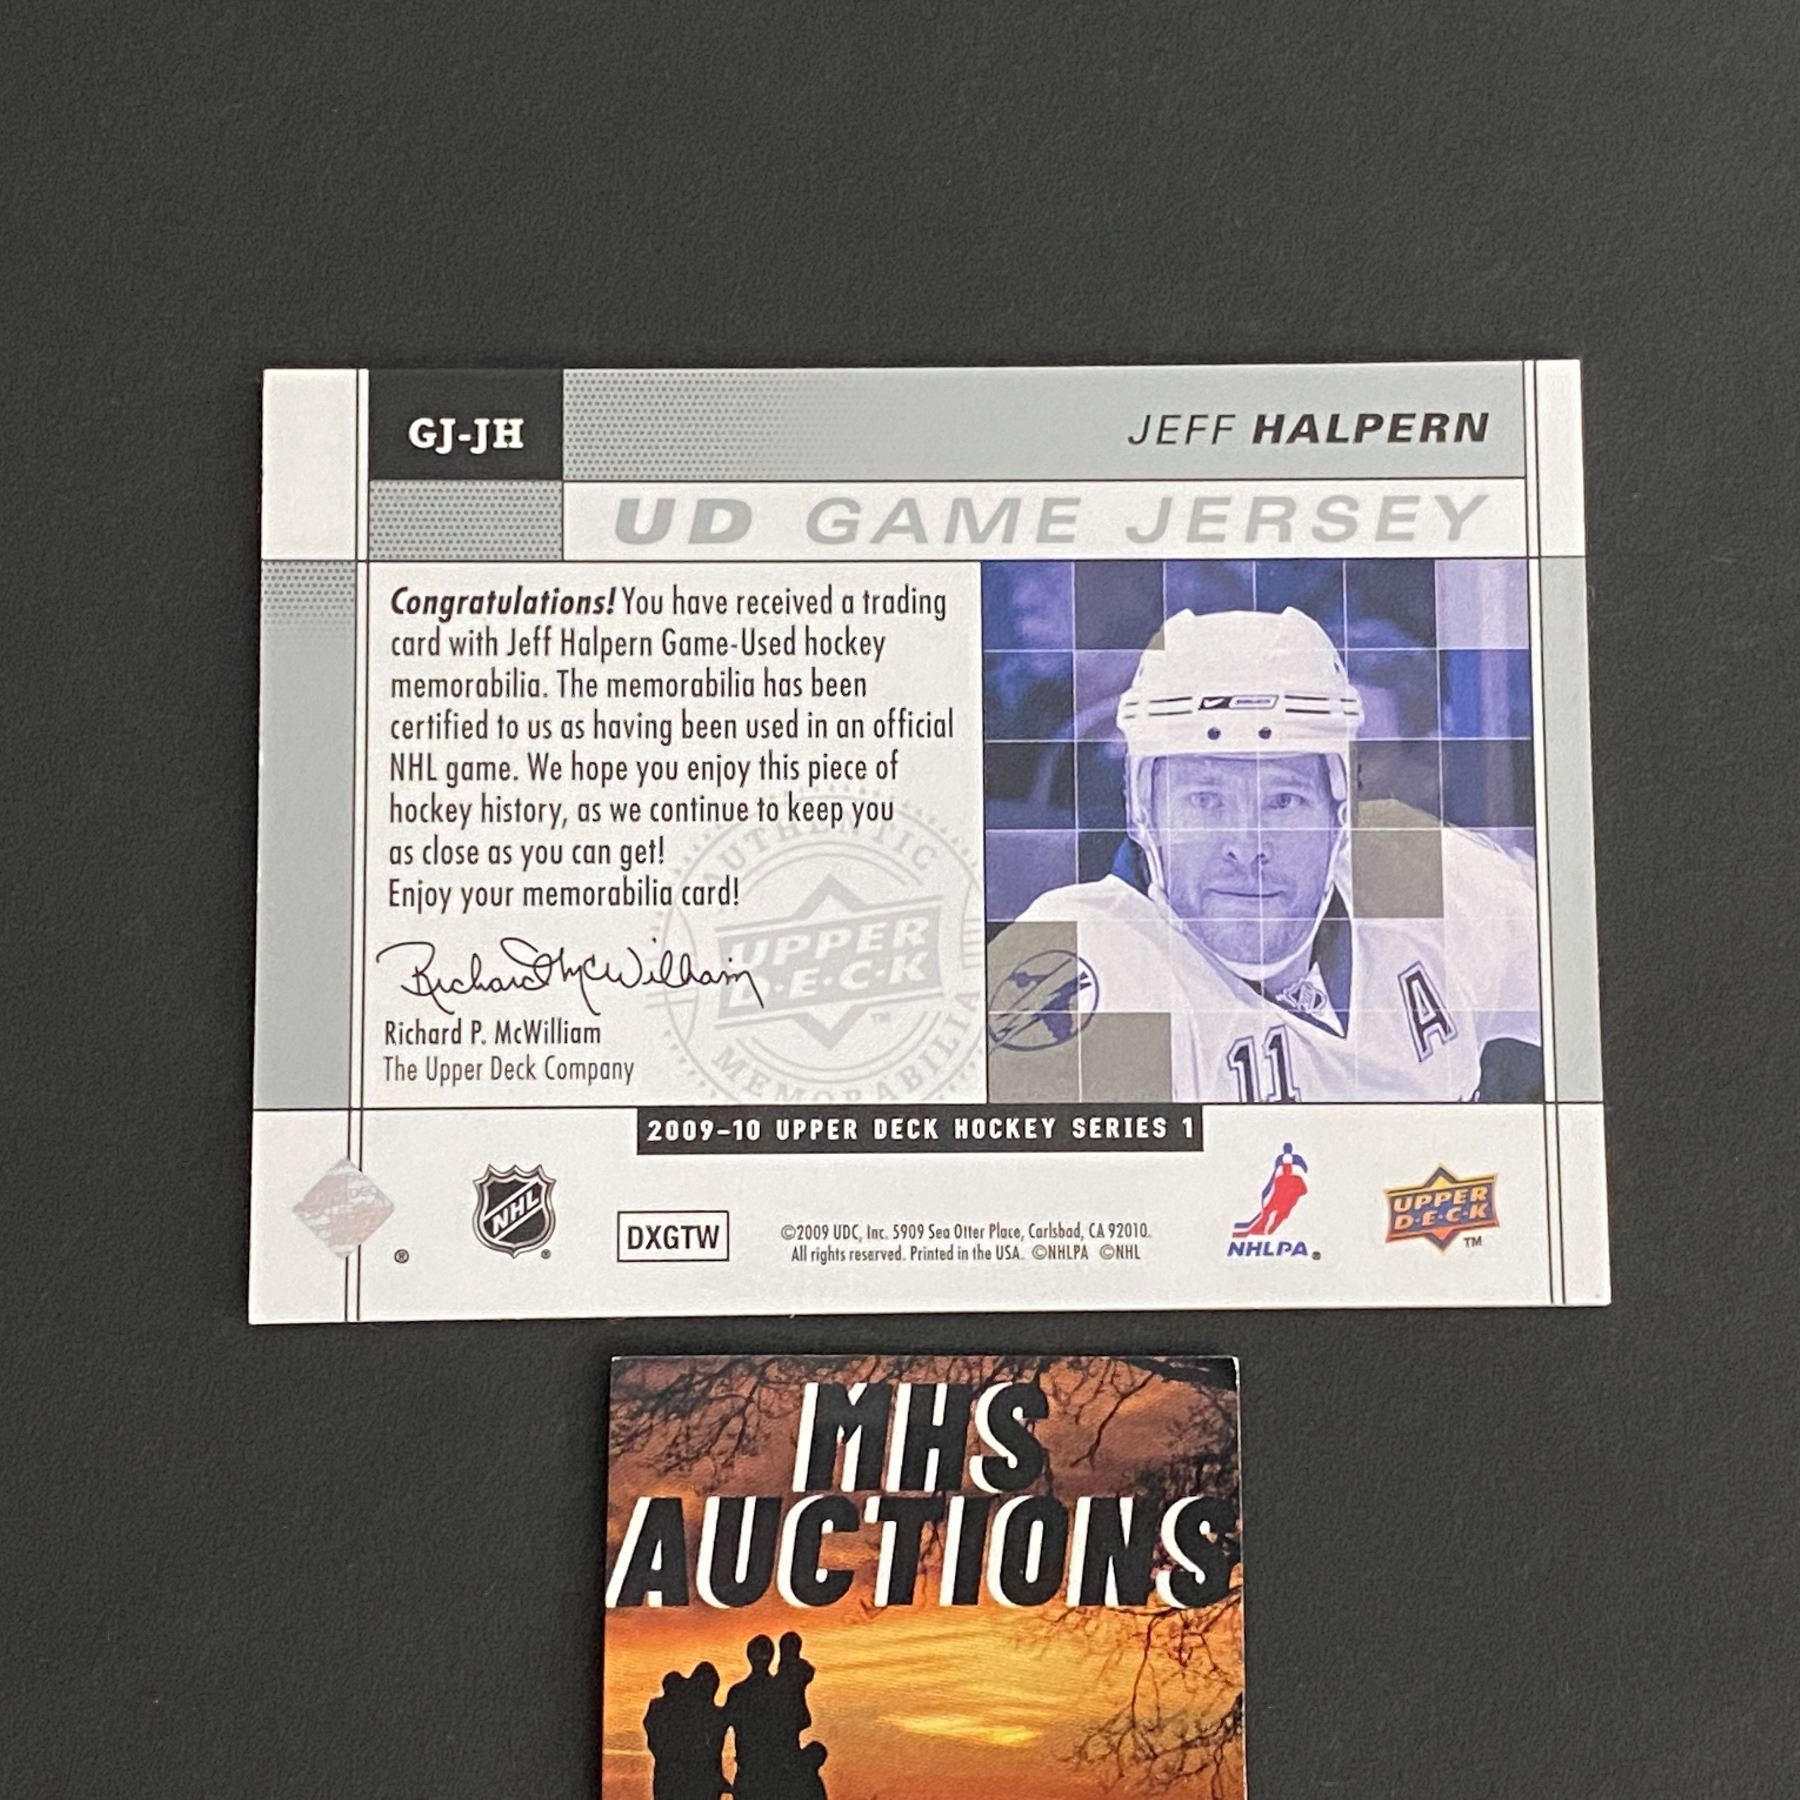 GJ-JH
JEFF HALPERN
UD GAME JERSEY
Congratulations! You have received a trading
card with Jeff Halpern Game-Used hockey
memorabilia. The memorabilia has been
certified to us as having been used in an official
NHL game. We hope you enjoy this piece of
hockey history, as we continue to keep you
as close as you can get!
Enjoy your memorabilia card!
AUTHENTIC
UPPER
D·E·C·K
™
MEMORABILIA
Richard McWilliam
Richard P. McWilliam
The Upper Deck Company
A
11
2009-10 UPPER DECK HOCKEY SERIES 1
®
NHL
®
DXGTW
©2009 UDC, Inc. 5909 Sea Otter Place, Carlsbad, CA 92010.
All rights reserved. Printed in the USA. ©NHLPA ©NHL
NHLPA®
UPPER
D·E·C·K
TM
MHS
AUCTIONS